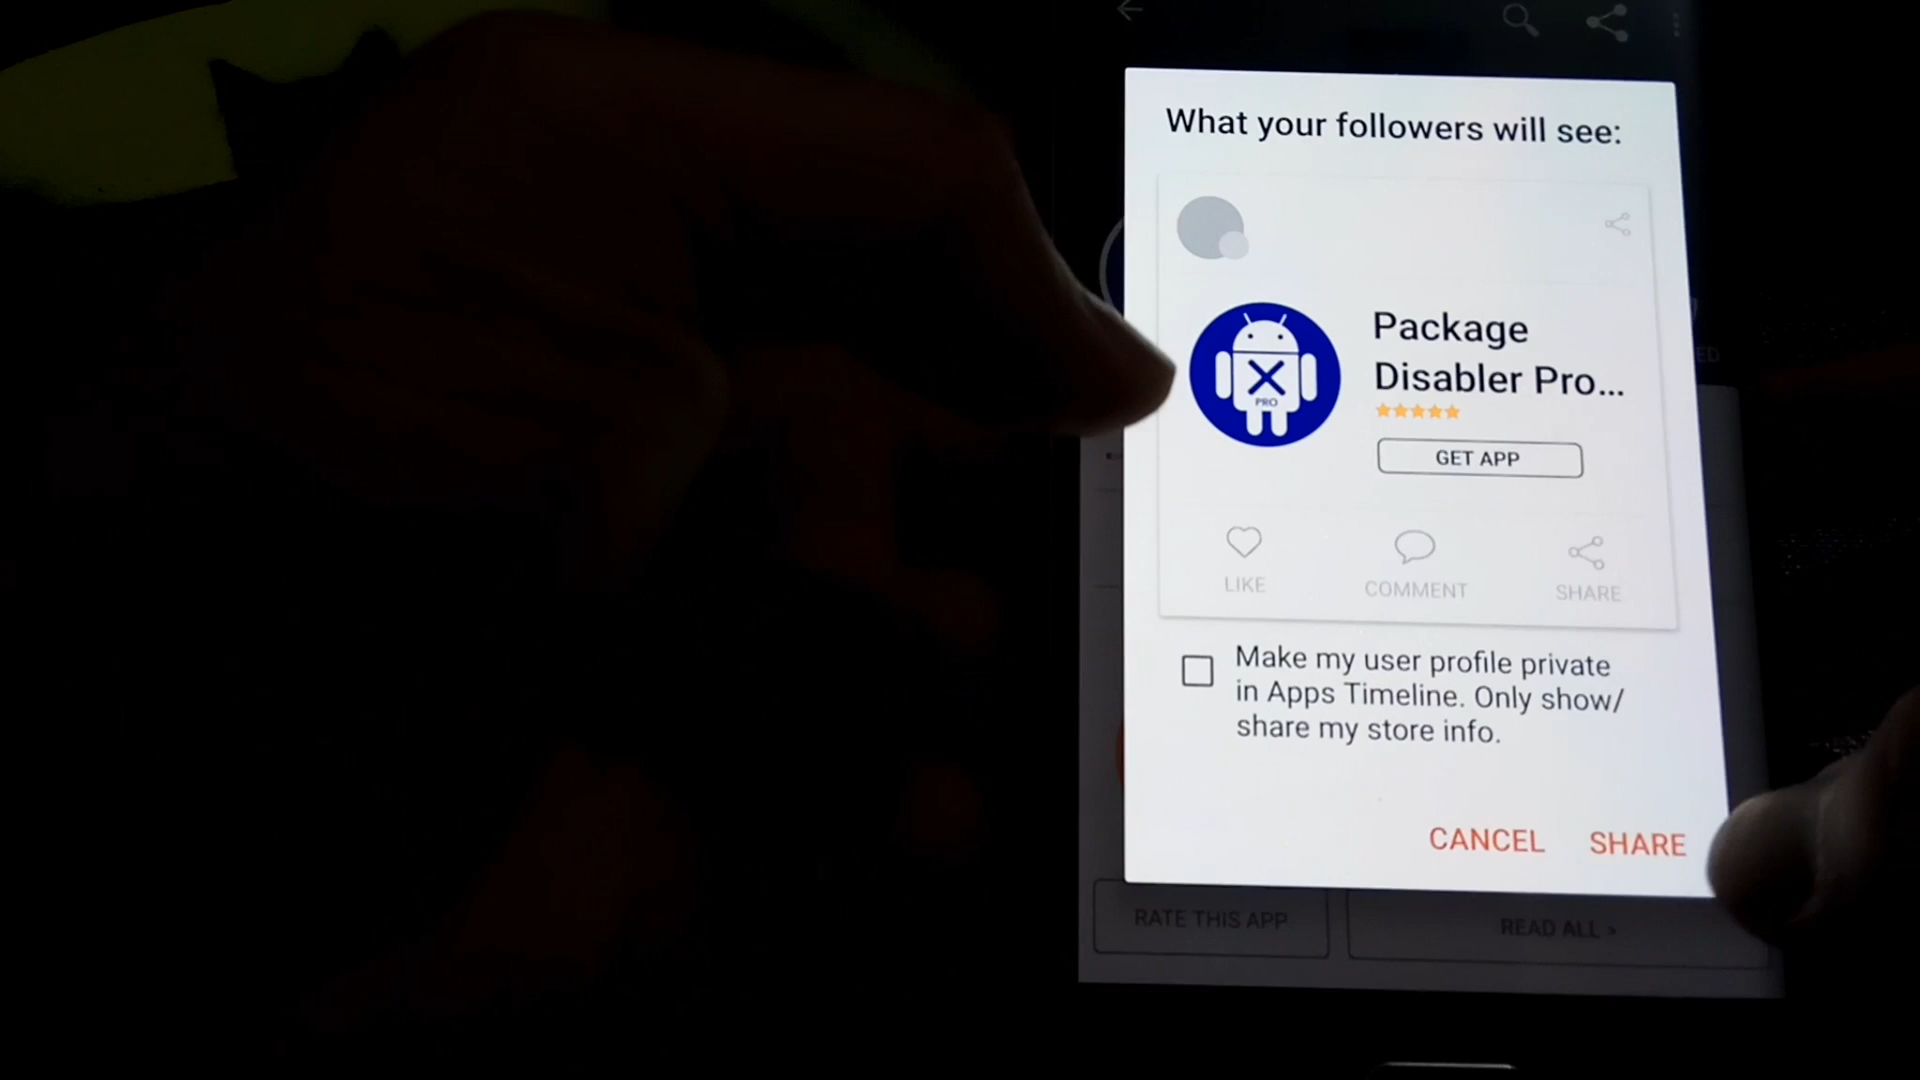 What your followers will see:
Package
Disabler Pro...
PRO
GET APP
LIKE
COMMENT
SHARE
Make my user profile private
in Apps Timeline. Only show/
share my store info.
CANCEL
SHARE
RATE THIS APP
READ ALL >